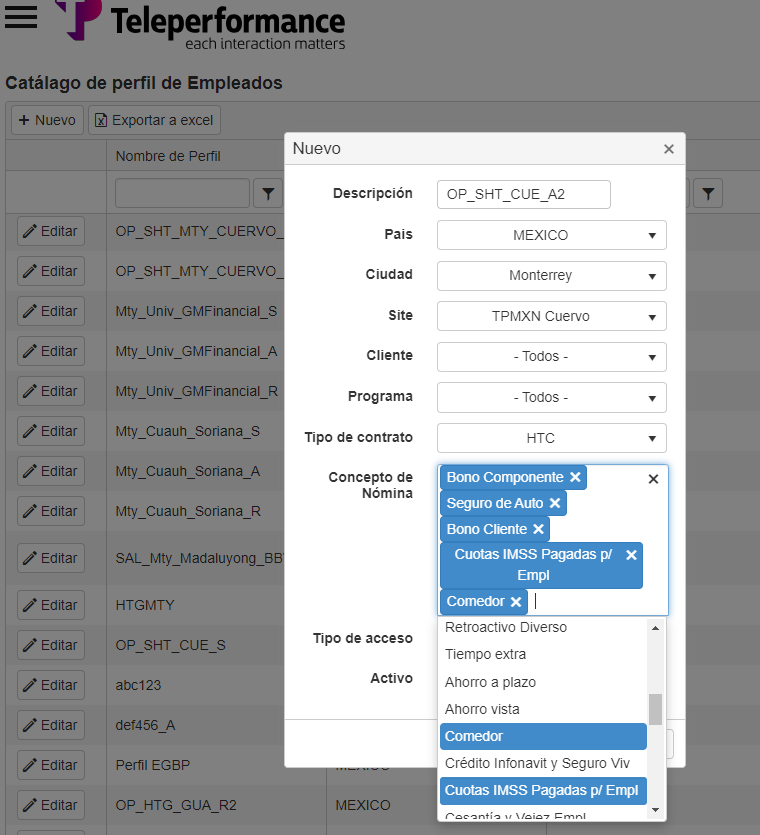 Teleperformance
each interaction matters
Catálago de perfil de Empleados
Nuevo
Exportar a excel
Nombre de Perfil
Editar OP_SHT_MTY_CUERVO_
Editar OP_SHT_MTY_CUERVO_
Editar Mty_Univ_GMFinancial_S
Editar Mty_Univ_GMFinancial_A
Editar Mty_Univ_GMFinancial_R
Editar Mty_Cuauh_Soriana_S
Editar Mty_Cuauh_Soriana_A
Editar Mty_Cuauh_Soriana_R
Editar SAL_Mty_Madaluyong_BB
Editar HTGMTY
Editar OP_SHT_CUE_S
Editar abc123
Editar def456_A
Editar Perfil EGBP MEXICO
Editar OP_HTG_GUA_R2 MEXICO
Nuevo
Descripción OP_SHT_CUE_A2
Pais MEXICO
Ciudad Monterrey
Site TPMXN Cuervo
Cliente - Todos -
Programa - Todos -
Tipo de contrato HTC
Concepto de
Nómina
Bono Componente
Seguro de Auto
Bono Cliente
Cuotas IMSS Pagadas p/
Empl
Comedor
Tipo de acceso
Activo
Retroactivo Diverso
Tiempo extra
Ahorro a plazo
Ahorro vista
Comedor
Crédito Infonavit y Seguro Viv
Cuotas IMSS Pagadas p/ Empl
Cesantía y Vejez Empl